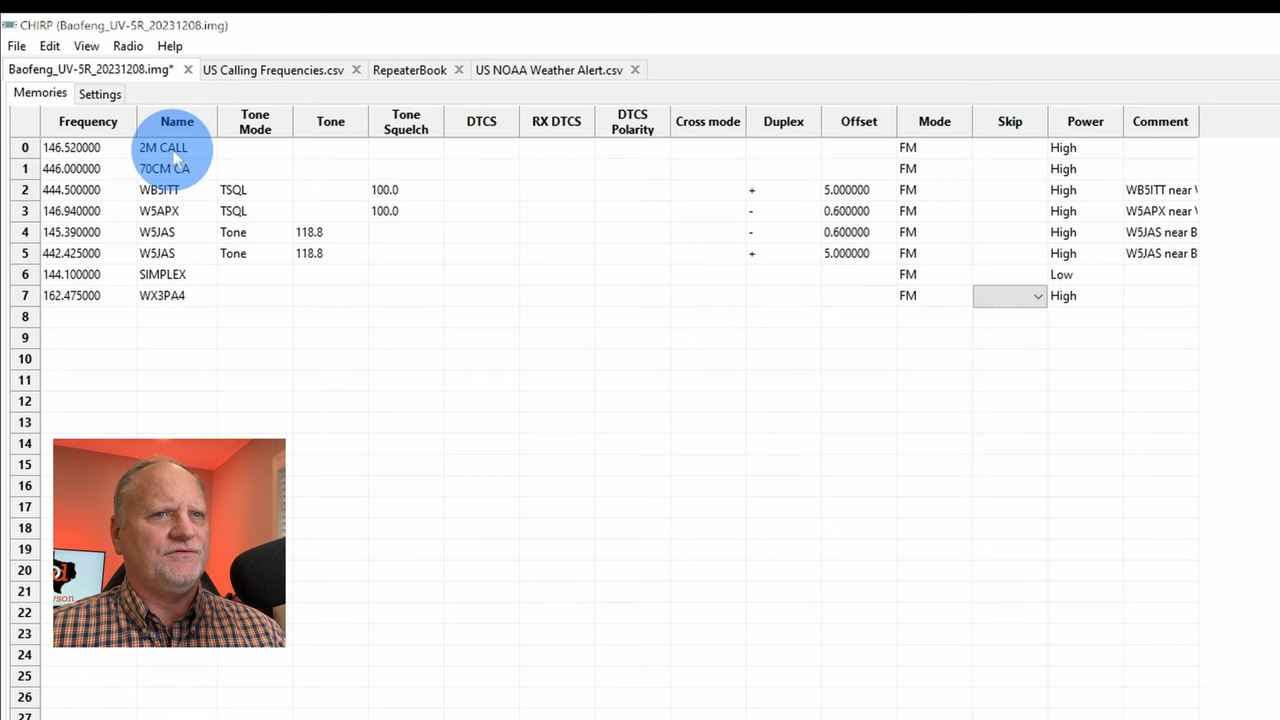 CHIRP (Baofeng_UV-5R_20231208.img)
File Edit View Radio Help
Baofeng_UV-5R_20231208.img* US Calling Frequencies.csv RepeaterBook US NOAA Weather Alert.csv
Memories Settings
Frequency Name Tone Mode Tone Tone Squelch DTCS RX DTCS DTCS Polarity Cross mode Duplex Offset Mode Skip Power Comment
0 146.520000 2M CALL FM High
1 446.000000 70CM CA FM High
2 444.500000 WB5ITT TSQL 100.0 + 5.000000 FM High WB5ITT near
3 146.940000 W5APX TSQL 100.0 - 0.600000 FM High W5APX near
4 145.390000 W5JAS Tone 118.8 - 0.600000 FM High W5JAS near B
5 442.425000 W5JAS Tone 118.8 + 5.000000 FM High W5JAS near B
6 144.100000 SIMPLEX FM Low
7 162.475000 WX3PA4 FM High
8
9
10
11
12
13
14
15
16
17
18
19
20
21
22
23
24
25
26
27